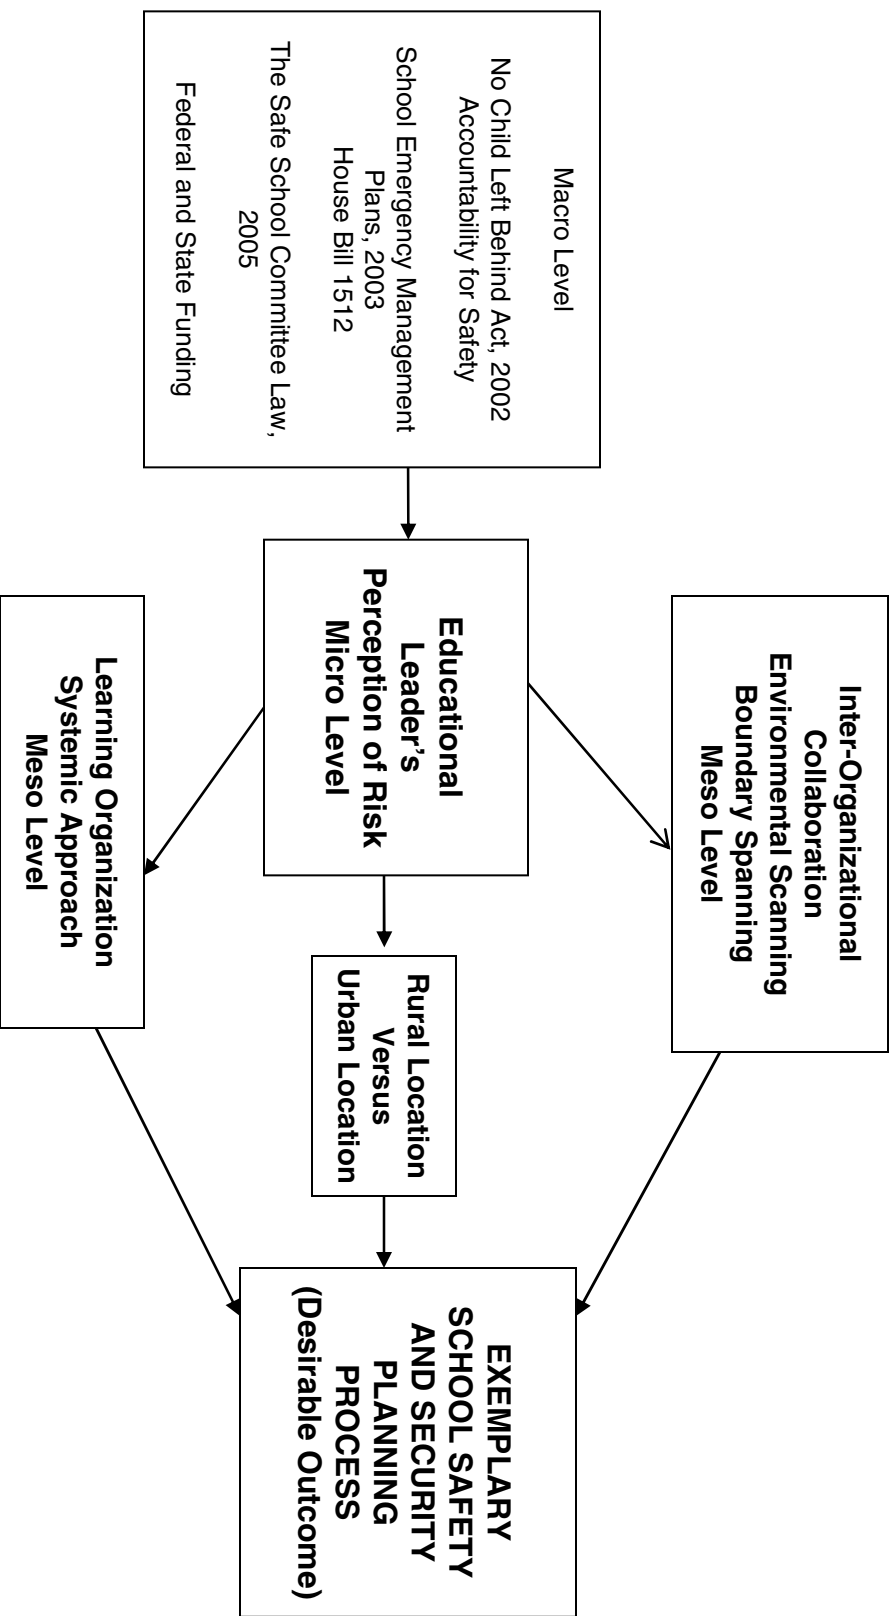 Macro Level
No Child Left Behind Act, 2002
Accountability for Safety
School Emergency Management
Plans, 2003
House Bill 1512
The Safe School Committee Law,
2005
Federal and State Funding
Educational
Leader’s
Perception of Risk
Micro Level
Inter-Organizational
Collaboration
Environmental Scanning
Boundary Spanning
Meso Level
Rural Location
Versus
Urban Location
Learning Organization
Systemic Approach
Meso Level
EXEMPLARY
SCHOOL SAFETY
AND SECURITY
PLANNING
PROCESS
(Desirable Outcome)